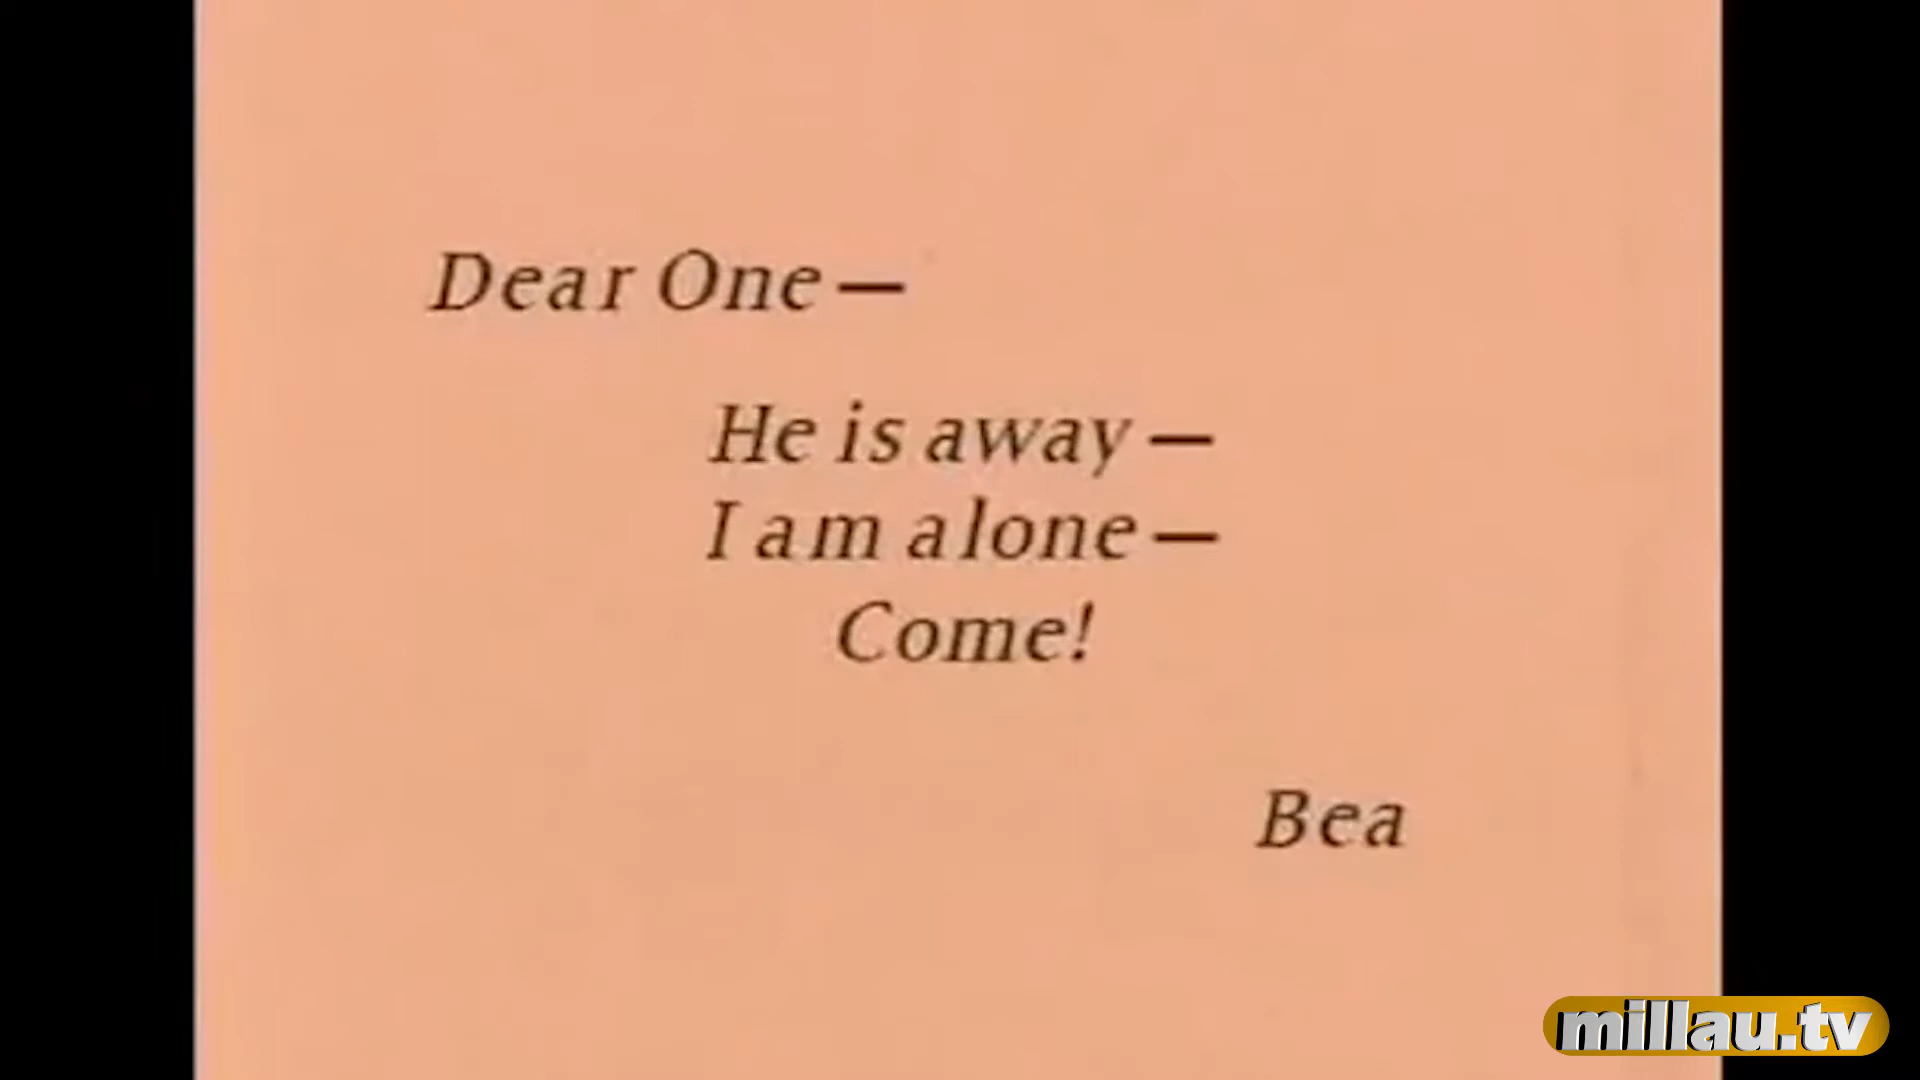 Dear One—
He is away—
I am alone—
Come!
Bea
millau.tv